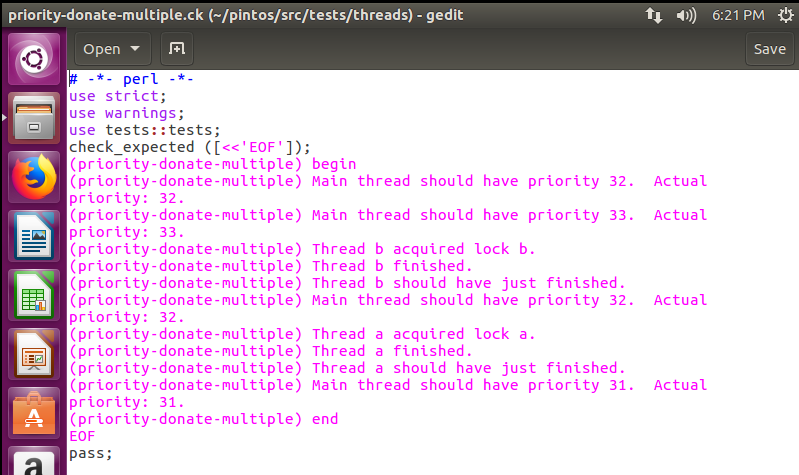 priority-donate-multiple.ck (~/pintos/src/tests/threads) - gedit
6:21 PM
Open
Save
# -*- perl -*-
use strict;
use warnings;
use tests::tests;
check_expected ([<<'EOF']);
(priority-donate-multiple) begin
(priority-donate-multiple) Main thread should have priority 32.  Actual
priority: 32.
(priority-donate-multiple) Main thread should have priority 33.  Actual
priority: 33.
(priority-donate-multiple) Thread b acquired lock b.
(priority-donate-multiple) Thread b finished.
(priority-donate-multiple) Thread b should have just finished.
(priority-donate-multiple) Main thread should have priority 32.  Actual
priority: 32.
(priority-donate-multiple) Thread a acquired lock a.
(priority-donate-multiple) Thread a finished.
(priority-donate-multiple) Thread a should have just finished.
(priority-donate-multiple) Main thread should have priority 31.  Actual
priority: 31.
(priority-donate-multiple) end
EOF
pass;
a